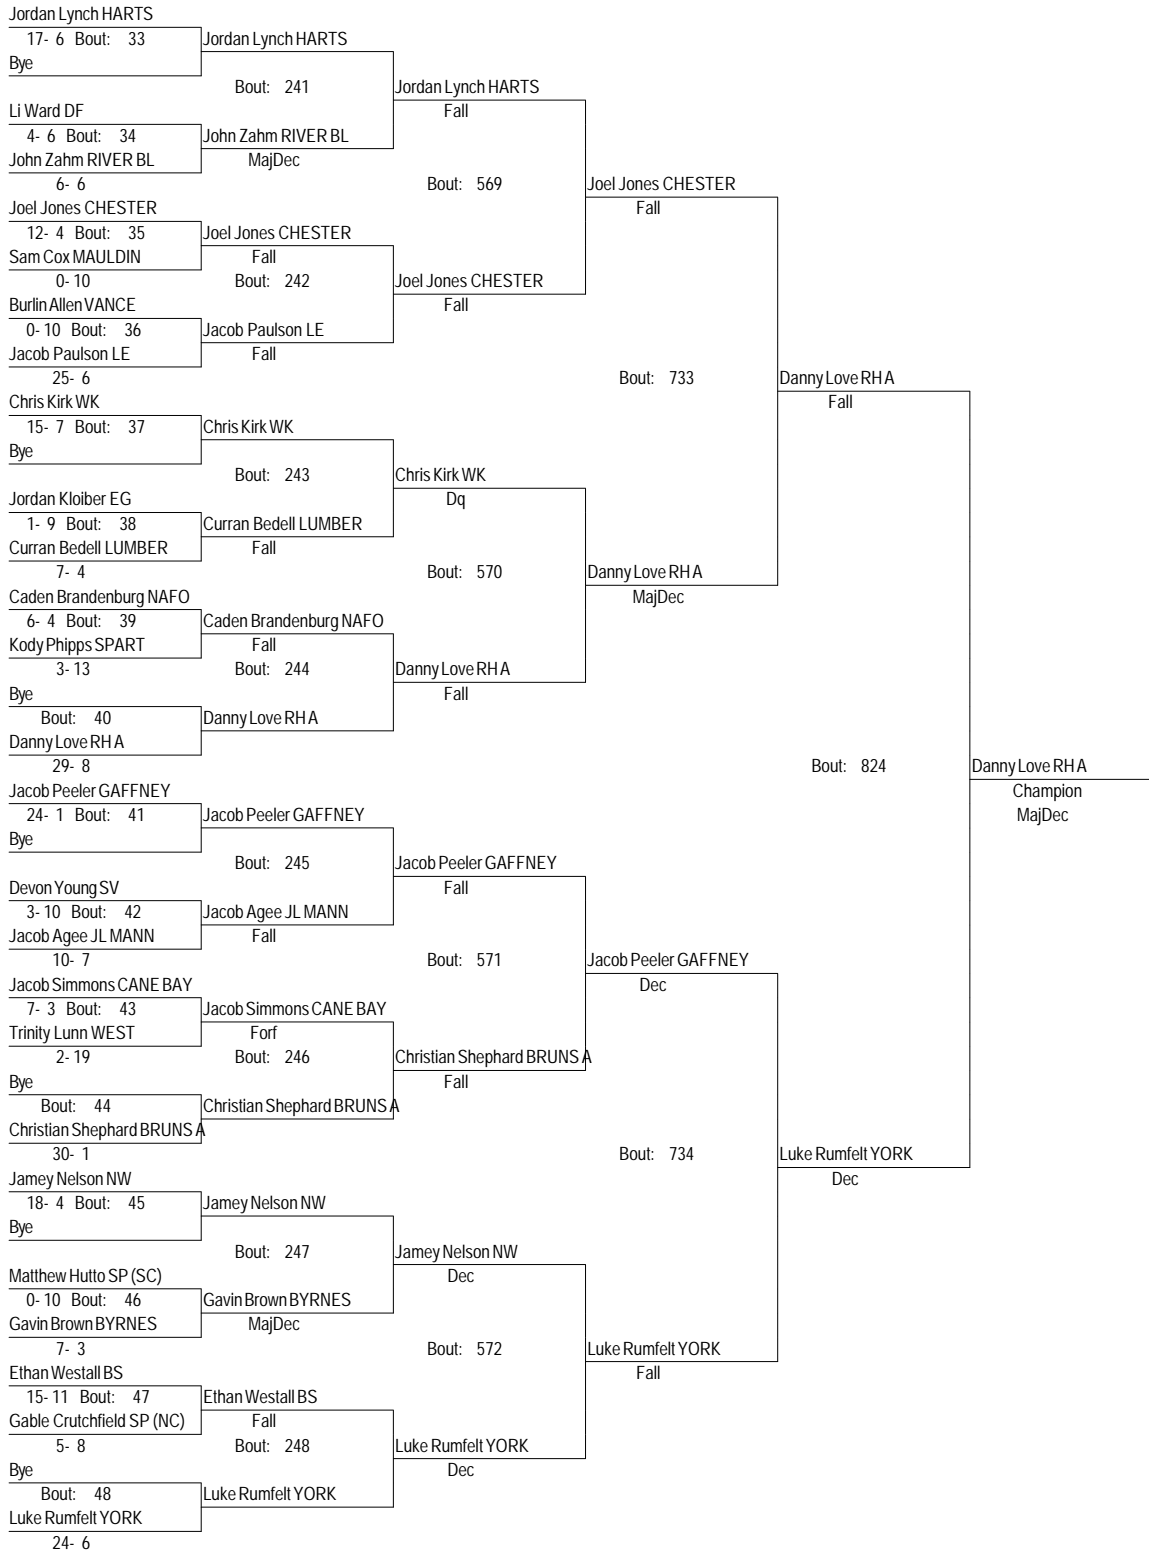 Jordan Lynch HARTS
17- 6 Bout: 33
Jordan Lynch HARTS
Bye
Bout: 241
Jordan Lynch HARTS
Li Ward DF
Fall
4- 6 Bout: 34
John Zahm RIVER BL
John Zahm RIVER BL
MajDec
6- 6
Bout: 569
Joel Jones CHESTER
Joel Jones CHESTER
Fall
12- 4 Bout: 35
Joel Jones CHESTER
Sam Cox MAULDIN
Fall
0- 10
Bout: 242
Joel Jones CHESTER
Burlin Allen VANCE
Fall
0- 10 Bout: 36
Jacob Paulson LE
Jacob Paulson LE
Fall
25- 6
Bout: 733
Danny Love RH A
Chris Kirk WK
Fall
15- 7 Bout: 37
Chris Kirk WK
Bye
Bout: 243
Chris Kirk WK
Jordan Kloiber EG
Dq
1- 9 Bout: 38
Curran Bedell LUMBER
Curran Bedell LUMBER
Fall
7- 4
Bout: 570
Danny Love RH A
Caden Brandenburg NAFO
MajDec
6- 4 Bout: 39
Caden Brandenburg NAFO
Kody Phipps SPART
Fall
3- 13
Bout: 244
Danny Love RH A
Bye
Fall
Bout: 40
Danny Love RH A
Danny Love RH A
29- 8
Bout: 824
Danny Love RH A
Jacob Peeler GAFFNEY
Champion
24- 1 Bout: 41
Jacob Peeler GAFFNEY
MajDec
Bye
Bout: 245
Jacob Peeler GAFFNEY
Devon Young SV
Fall
3- 10 Bout: 42
Jacob Agee JL MANN
Jacob Agee JL MANN
Fall
10- 7
Bout: 571
Jacob Peeler GAFFNEY
Jacob Simmons CANE BAY
Dec
7- 3 Bout: 43
Jacob Simmons CANE BAY
Trinity Lunn WEST
Forf
2- 19
Bout: 246
Christian Shephard BRUNS A
Bye
Fall
Bout: 44
Christian Shephard BRUNS A
Christian Shephard BRUNS A
30- 1
Bout: 734
Luke Rumfelt YORK
Jamey Nelson NW
Dec
18- 4 Bout: 45
Jamey Nelson NW
Bye
Bout: 247
Jamey Nelson NW
Matthew Hutto SP (SC)
Dec
0- 10 Bout: 46
Gavin Brown BYRNES
Gavin Brown BYRNES
MajDec
7- 3
Bout: 572
Luke Rumfelt YORK
Ethan Westall BS
Fall
15- 11 Bout: 47
Ethan Westall BS
Gable Crutchfield SP (NC)
Fall
5- 8
Bout: 248
Luke Rumfelt YORK
Bye
Dec
Bout: 48
Luke Rumfelt YORK
Luke Rumfelt YORK
24- 6